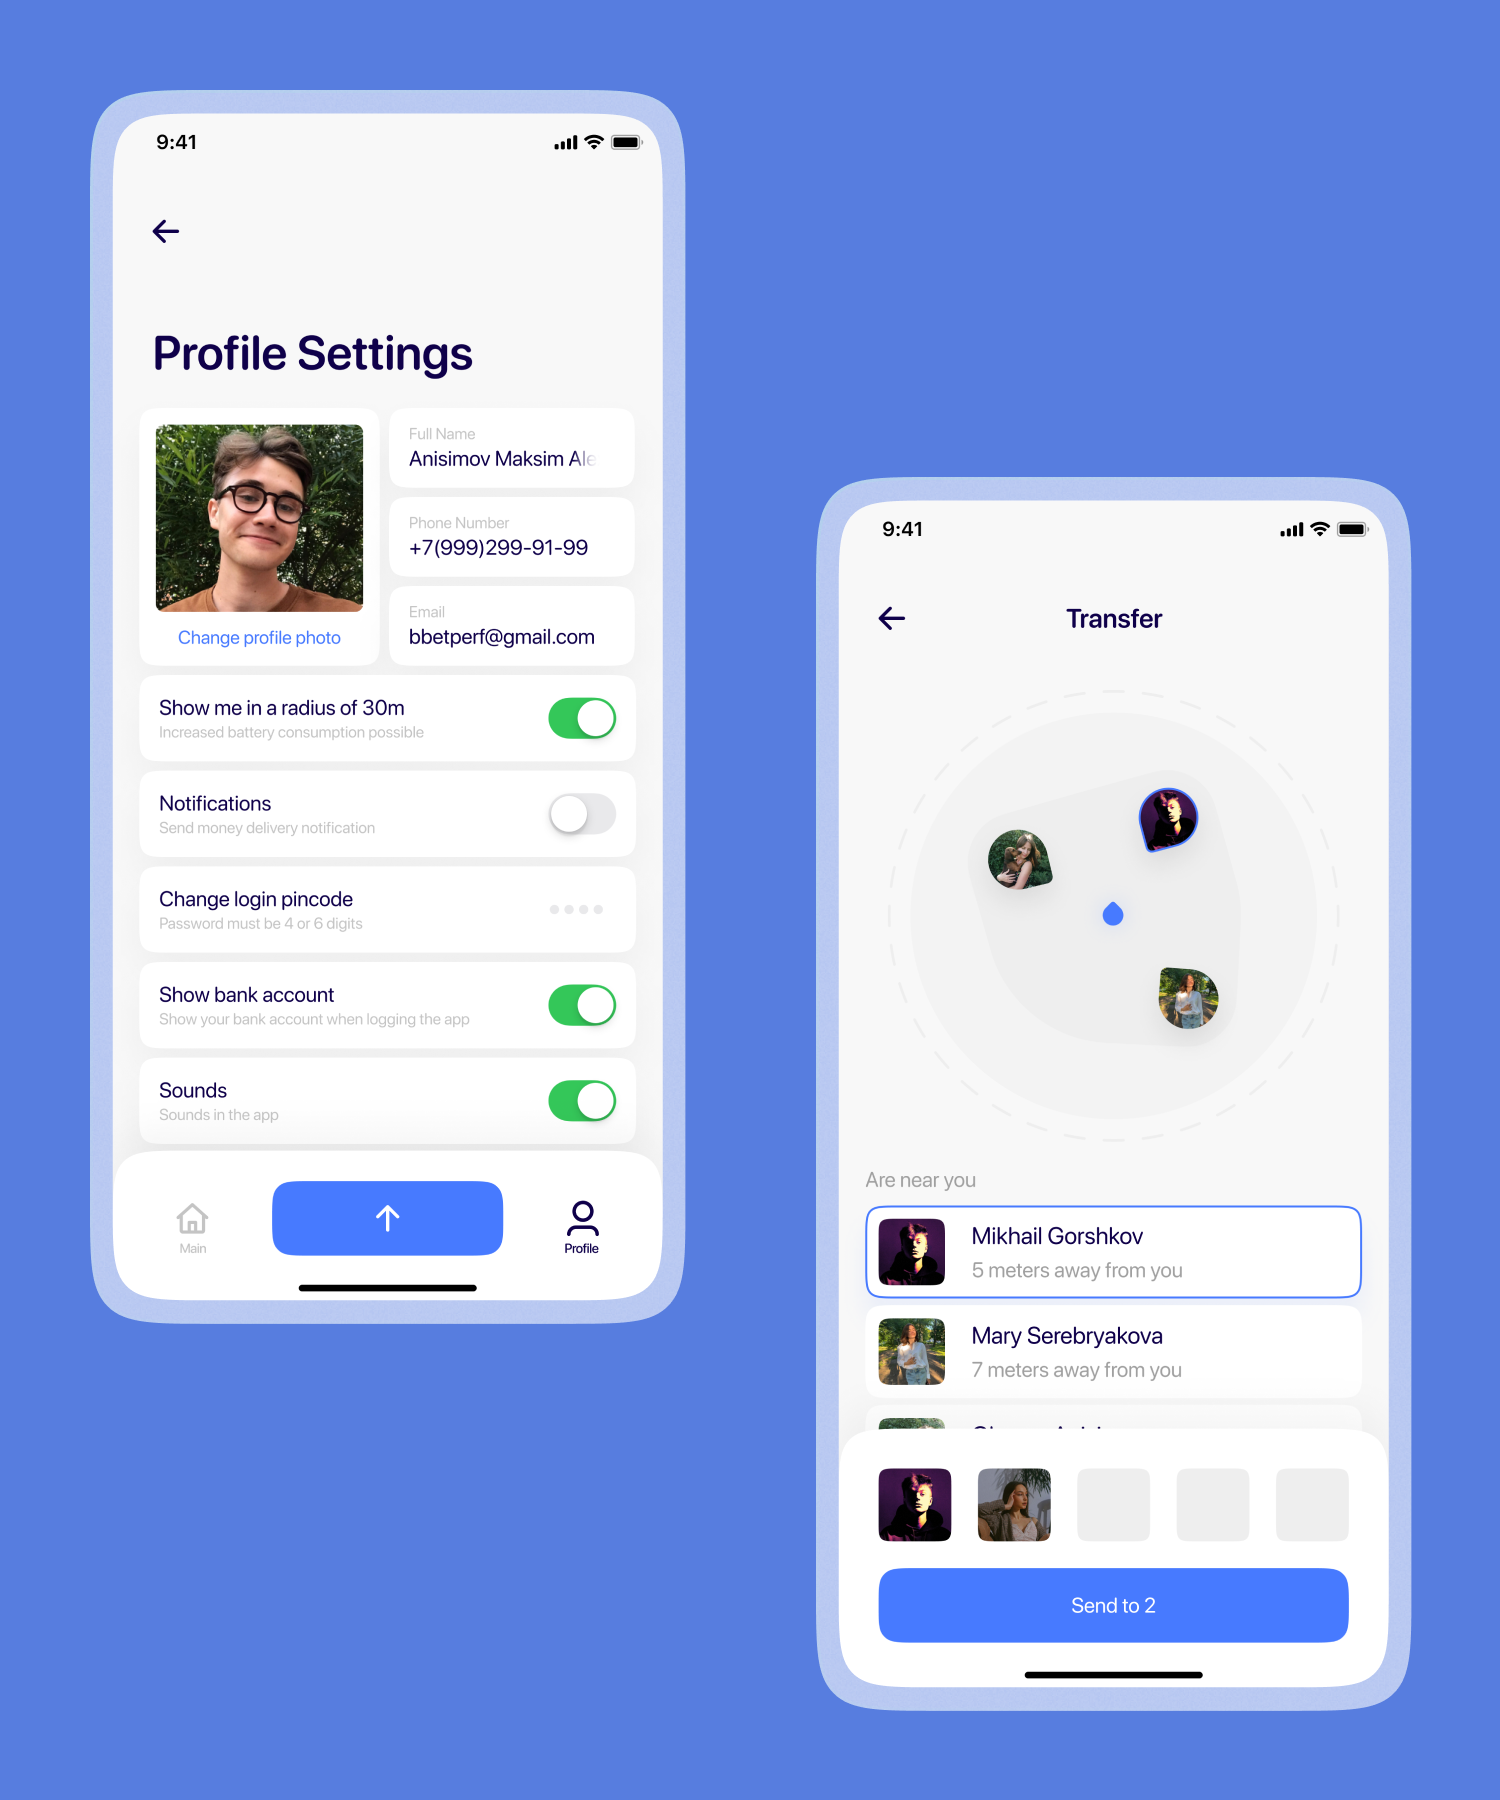 9:41
Profile Settings
Full Name
Anisimov Maksim Ale
Phone Number
+7(999)299-91-99
Email
bbetperf@gmail.com
Change profile photo
Show me in a radius of 30m
Increased battery consumption possible
Notifications
Send money delivery notification
Change login pincode
Password must be 4 or 6 digits
Show bank account
Show your bank account when logging the app
Sounds
Sounds in the app
Main
Profile
9:41
Transfer
Are near you
Mikhail Gorshkov
5 meters away from you
Mary Serebryakova
7 meters away from you
Send to 2